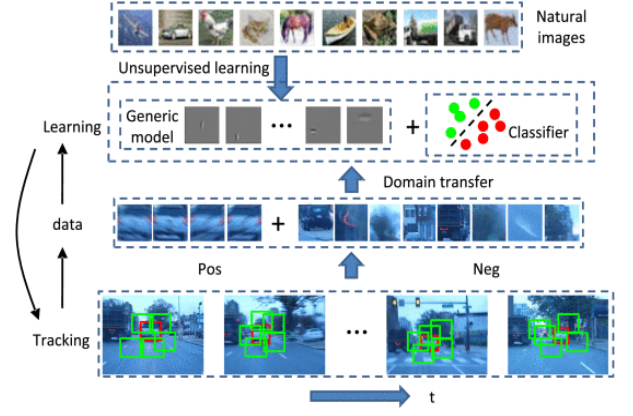 Natural
images
Unsupervised learning
Learning
Generic
model
...
+
Classifier
Domain transfer
data
+
Pos
Neg
Tracking
...
t